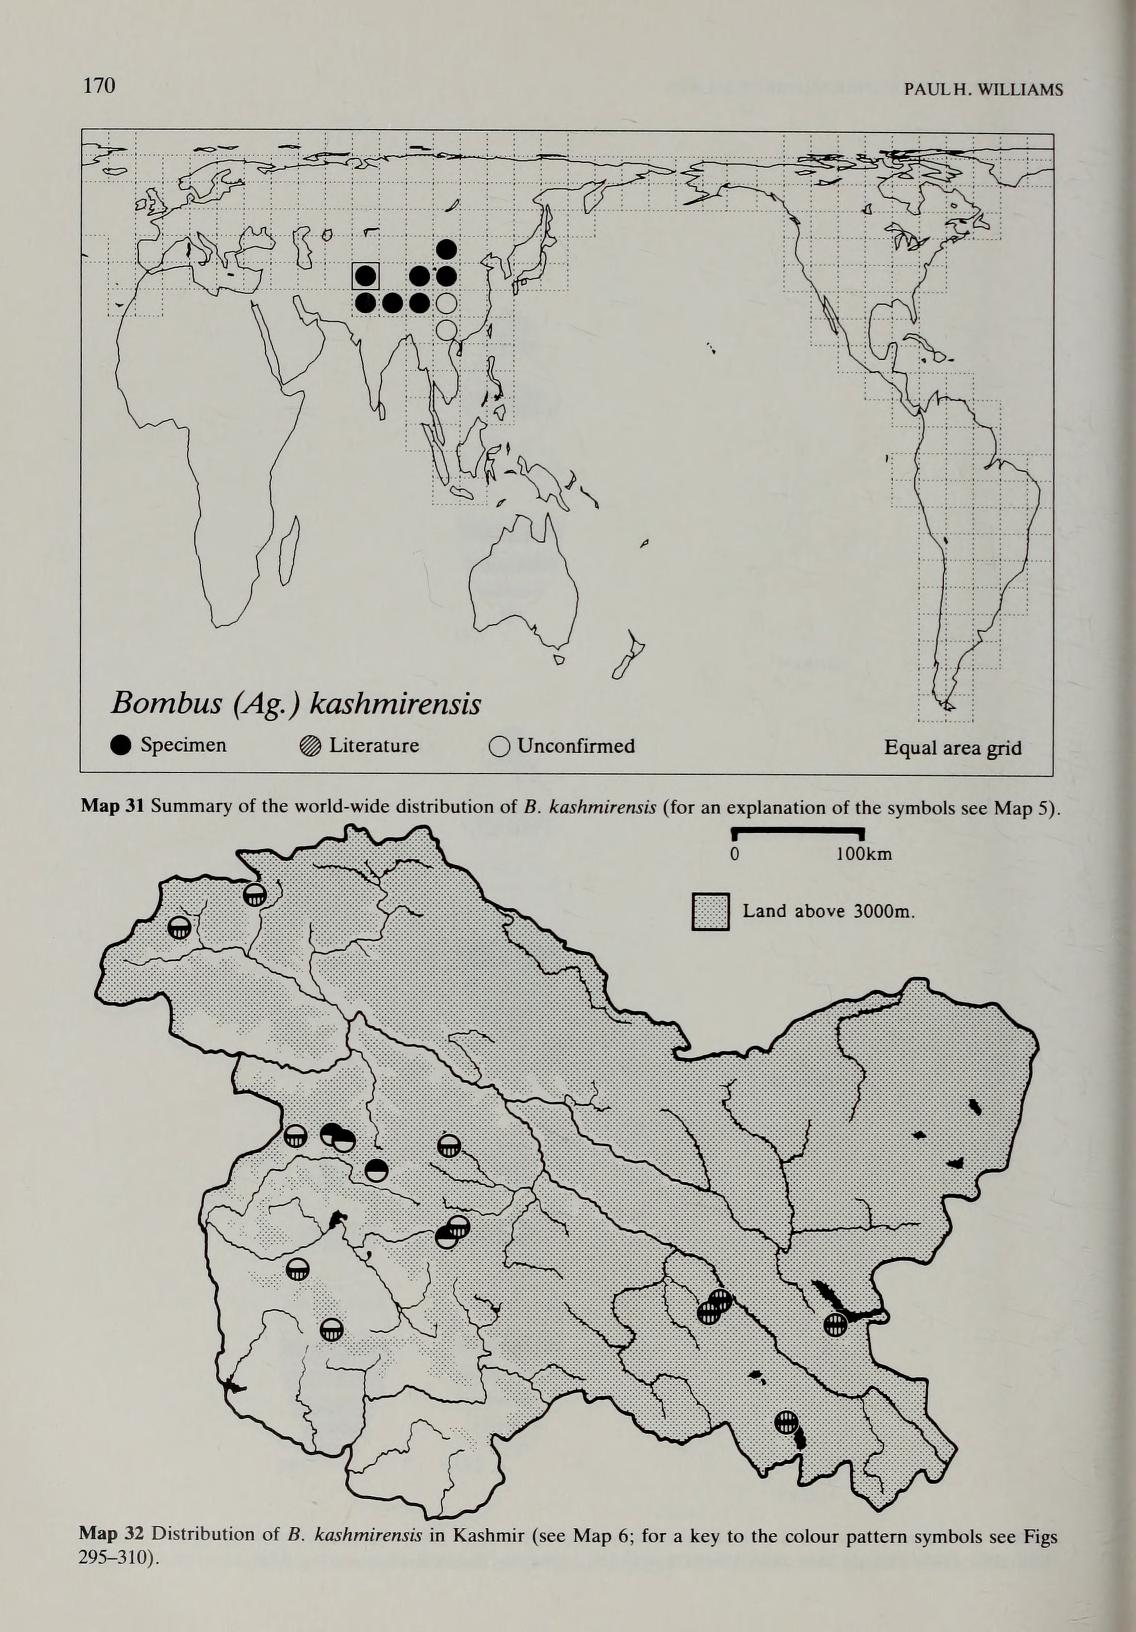 170
PAUL H. WILLIAMS
Bombus (Ag.) kashmirensis
Specimen
Literature
Unconfirmed
Equal area grid
Map 31 Summary of the world-wide distribution of B. kashmirensis (for an explanation of the symbols see Map 5).
0 100km
Land above 3000m.
Map 32 Distribution of B. kashmirensis in Kashmir (see Map 6; for a key to the colour pattern symbols see Figs
295–310).